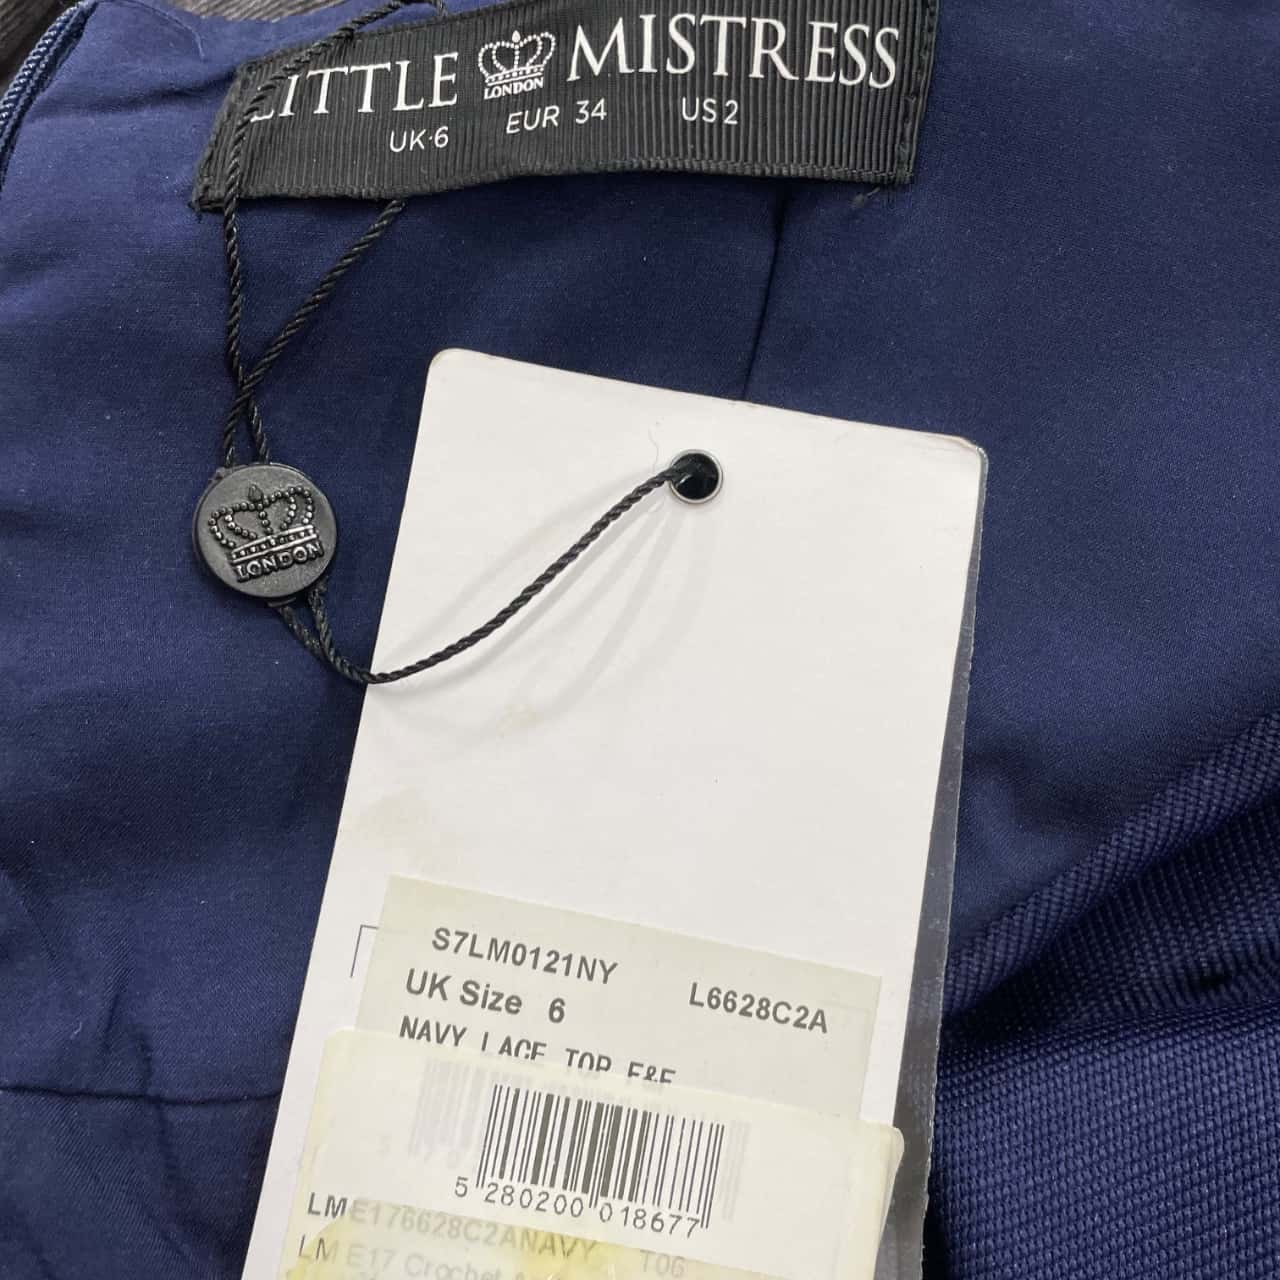 LITTLE LONDON MISTRESS
UK·6 EUR 34 US 2
LONDON
S7LM0121NY
L6628C2A
UK Size 6
NAVY LACE TOP F&F
5 280200 018677
LM E176628C2ANAVY T06
LM E17 Crochet